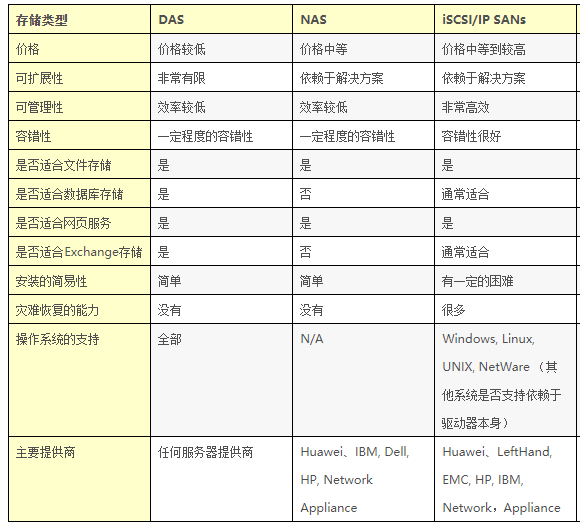 存储类型 DAS NAS iSCSI/IP SANs
价格 价格较低 价格中等 价格中等到较高
可扩展性 非常有限 依赖于解决方案 依赖于解决方案
可管理性 效率较低 效率较低 非常高效
容错性 一定程度的容错性 一定程度的容错性 容错性很好
是否适合文件存储 是 是 是
是否适合数据库存储 是 否 通常适合
是否适合网页服务 是 是 是
是否适合Exchange存储 是 否 通常适合
安装的简易性 简单 简单 有一定的困难
灾难恢复的能力 没有 没有 很多
操作系统的支持 全部 N/A Windows, Linux,
UNIX, NetWare （其
他系统是否支持依赖于
驱动器本身）
主要提供商 任何服务器提供商 Huawei、IBM, Dell, Huawei、LeftHand,
HP, Network EMC, HP, IBM,
Appliance Network，Appliance